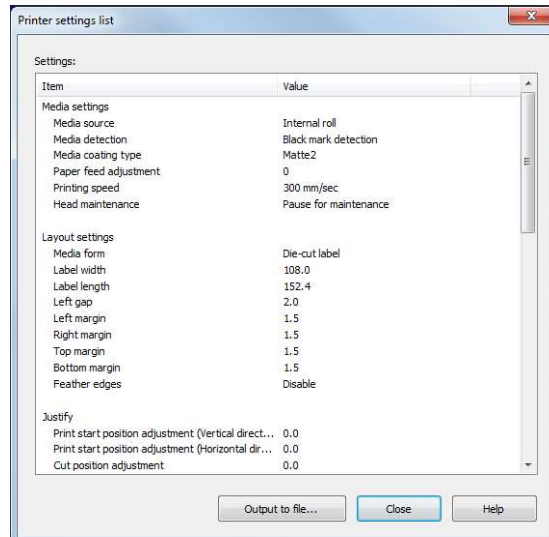 Printer settings list
Settings:
Item Value
Media settings
Media source Internal roll
Media detection Black mark detection
Media coating type Matte2
Paper feed adjustment 0
Printing speed 300 mm/sec
Head maintenance Pause for maintenance
Layout settings
Media form Die-cut label
Label width 108.0
Label length 152.4
Left gap 2.0
Left margin 1.5
Right margin 1.5
Top margin 1.5
Bottom margin 1.5
Feather edges Disable
Justify
Print start position adjustment (Vertical direct... 0.0
Print start position adjustment (Horizontal dir... 0.0
Cut position adjustment 0.0
Output to file... Close Help